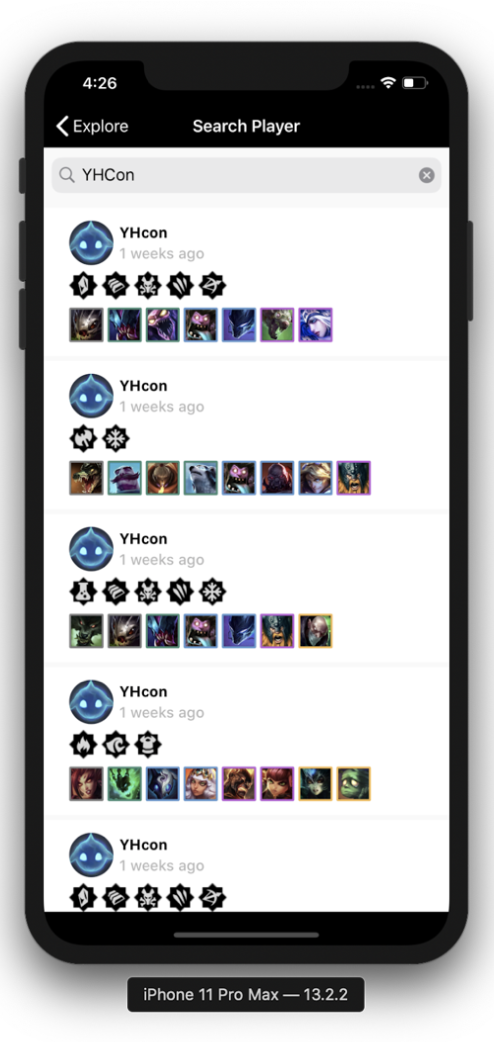 4:26
Explore
Search Player
YHCon
YHcon
1 weeks ago
YHcon
1 weeks ago
YHcon
1 weeks ago
YHcon
1 weeks ago
YHcon
1 weeks ago
iPhone 11 Pro Max — 13.2.2